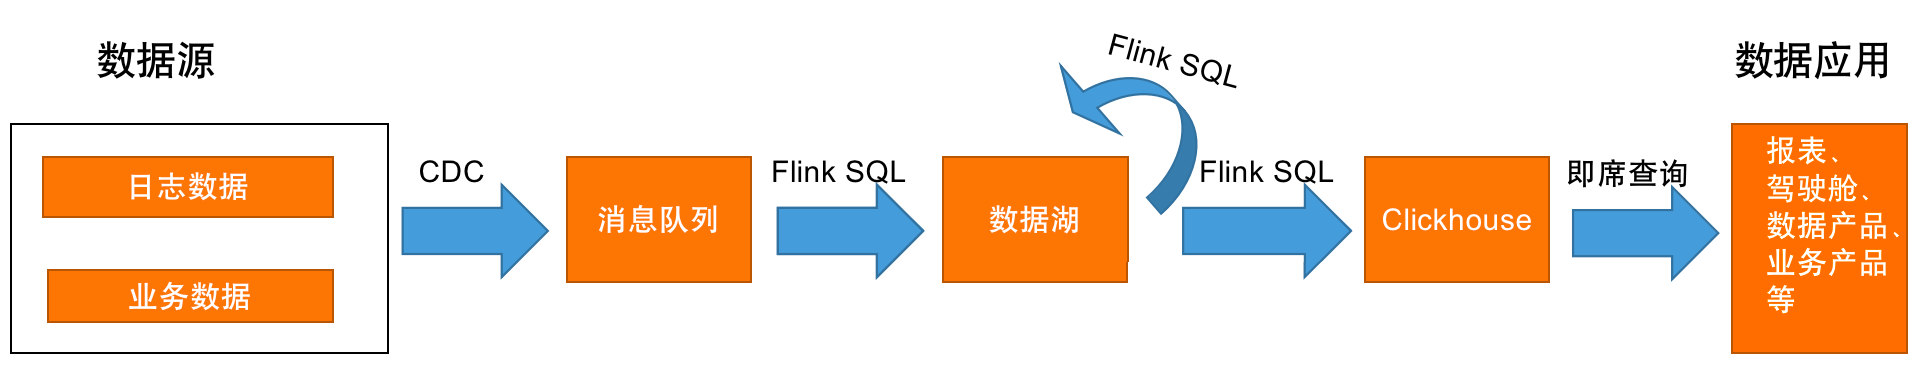 数据源
日志数据
业务数据
CDC
消息队列
Flink SQL
数据湖
Flink SQL
Flink SQL
Clickhouse
即席查询
数据应用
报表、
驾驶舱、
数据产品、
业务产品
等